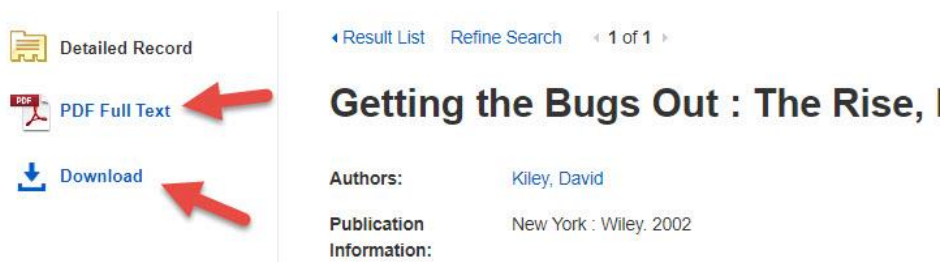 Detailed Record
PDF
PDF Full Text
Download
Result List Refine Search 1 of 1
Getting the Bugs Out : The Rise,
Authors: Kiley, David
Publication Information: New York : Wiley. 2002